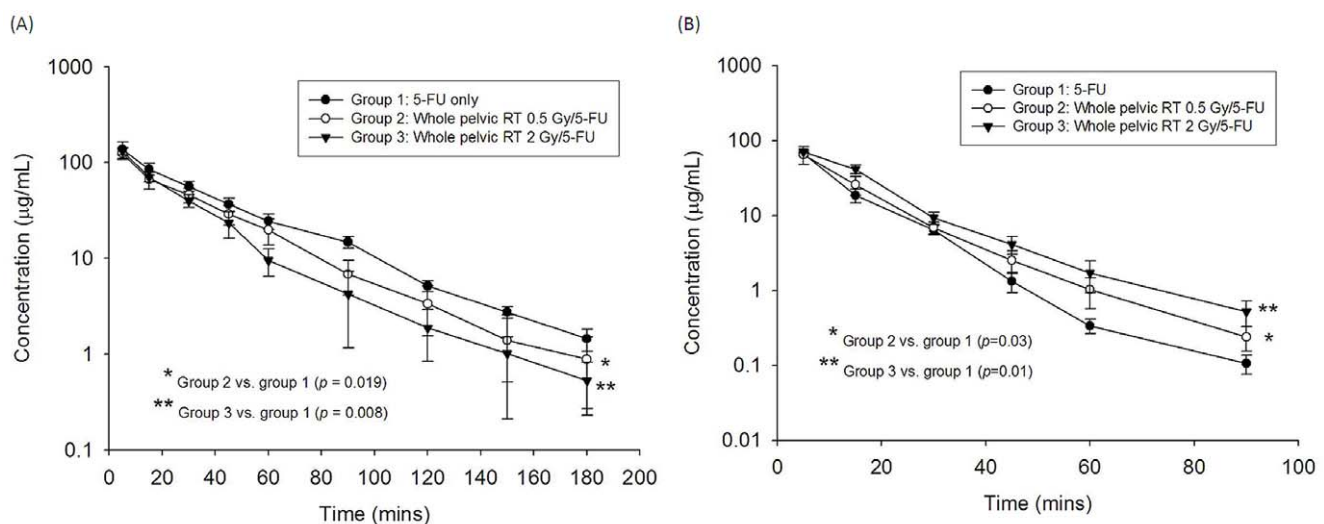 (A)
Concentration (μg/mL)
1000
100
10
1
0.1
Group 1: 5-FU only
Group 2: Whole pelvic RT 0.5 Gy/5-FU
Group 3: Whole pelvic RT 2 Gy/5-FU
*
**
* Group 2 vs. group 1 (p = 0.019)
** Group 3 vs. group 1 (p = 0.008)
0 20 40 60 80 100 120 140 160 180 200
Time (mins)
(B)
Concentration (μg/mL)
1000
100
10
1
0.1
0.01
Group 1: 5-FU
Group 2: Whole pelvic RT 0.5 Gy/5-FU
Group 3: Whole pelvic RT 2 Gy/5-FU
**
*
* Group 2 vs. group 1 (p=0.03)
** Group 3 vs. group 1 (p=0.01)
0 20 40 60 80 100
Time (mins)